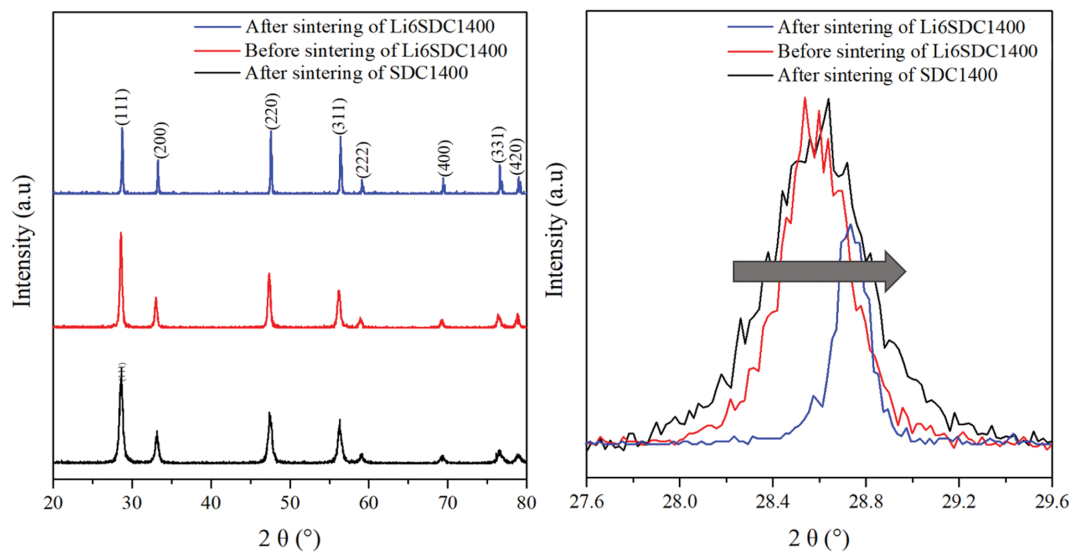 After sintering of Li6SDC1400
Before sintering of Li6SDC1400
After sintering of SDC1400
(111)
(200)
(220)
(311)
(222)
(400)
(331)
(420)
Intensity (a.u)
20 30 40 50 60 70 80
2 θ (°)
After sintering of Li6SDC1400
Before sintering of Li6SDC1400
After sintering of SDC1400
Intensity (a.u)
27.6 28.0 28.4 28.8 29.2 29.6
2 θ (°)